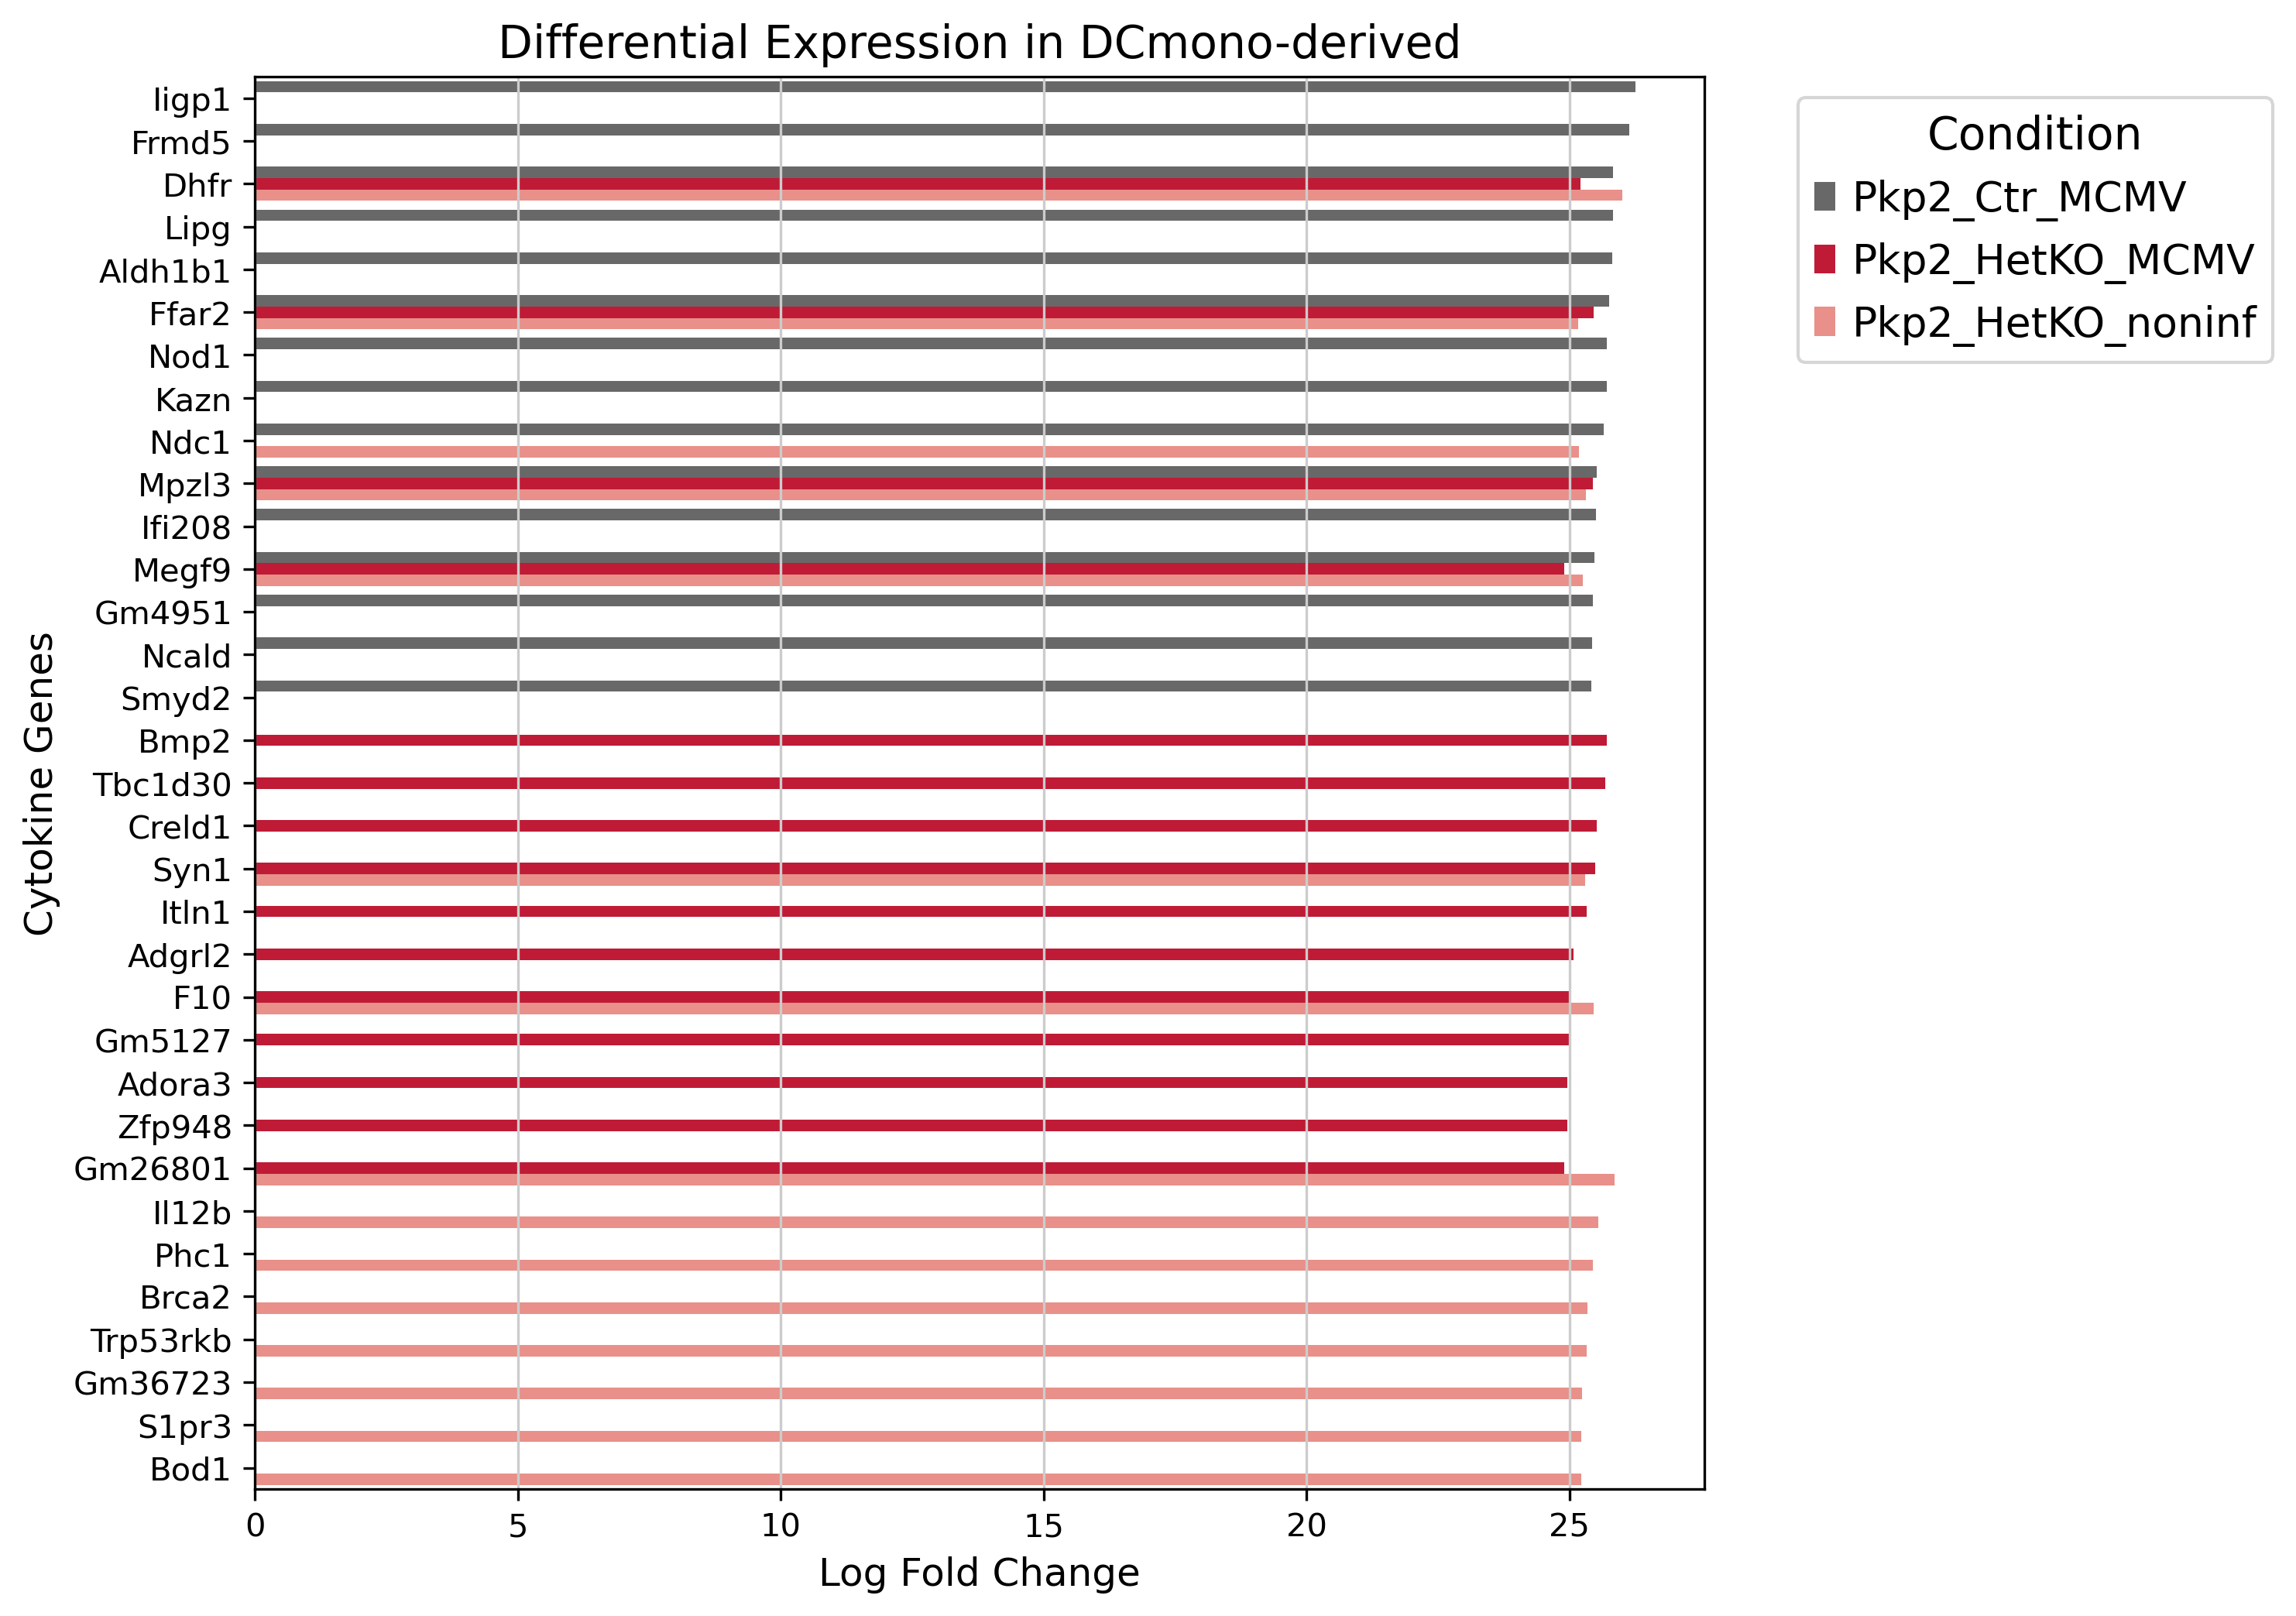 Differential Expression in DCmono-derived
Iigp1
Frmd5
Dhfr
Lipg
Aldh1b1
Ffar2
Nod1
Kazn
Ndc1
Mpzl3
Ifi208
Megf9
Gm4951
Ncald
Smyd2
Bmp2
Tbc1d30
Creld1
Syn1
Itln1
Adgrl2
F10
Gm5127
Adora3
Zfp948
Gm26801
Il12b
Phc1
Brca2
Trp53rkb
Gm36723
S1pr3
Bod1
Cytokine Genes
0 5 10 15 20 25
Log Fold Change
Condition
Pkp2_Ctr_MCMV
Pkp2_HetKO_MCMV
Pkp2_HetKO_noninf